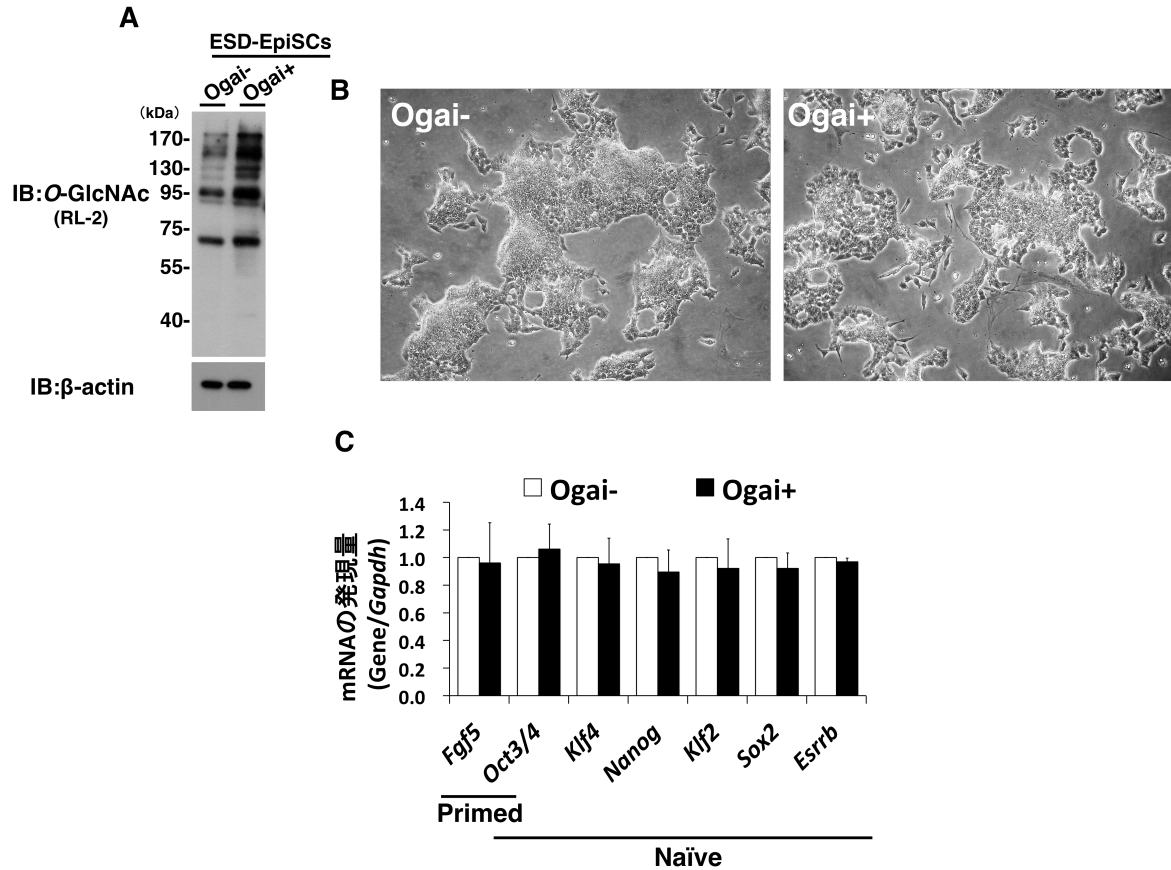 A
ESD-EpiSCs
Ogai- Ogai+
(kDa)
170-
130-
95-
75-
55-
40-
IB:O-GlcNAc
(RL-2)
IB:β-actin
B
Ogai-
Ogai+
C
Ogai- Ogai+
mRNAの発現量
(Gene/Gapdh)
1.4
1.2
1.0
0.8
0.6
0.4
0.2
0.0
Fgf5 Oct3/4 Klf4 Nanog Klf2 Sox2 Esrrb
Primed
Naïve